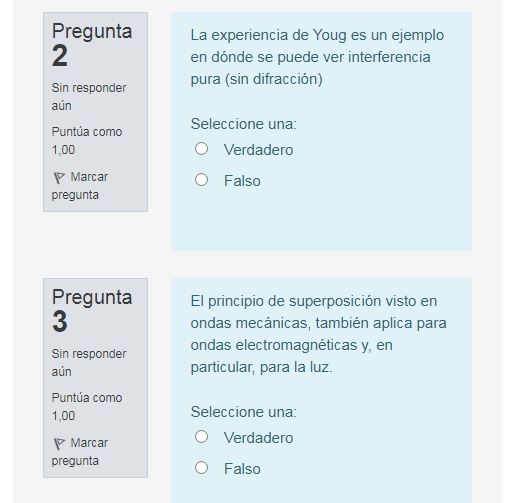 Pregunta
2
Sin responder
aún
Puntúa como
1,00
Marcar
pregunta
La experiencia de Youg es un ejemplo
en dónde se puede ver interferencia
pura (sin difracción)
Seleccione una:
Verdadero
Falso
Pregunta
3
Sin responder
aún
Puntúa como
1,00
Marcar
pregunta
El principio de superposición visto en
ondas mecánicas, también aplica para
ondas electromagnéticas y, en
particular, para la luz.
Seleccione una:
Verdadero
Falso